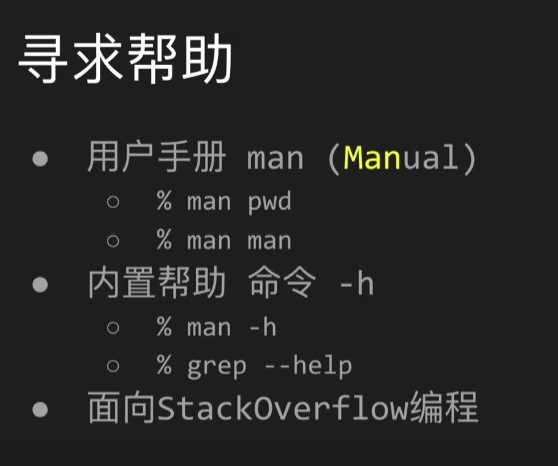 寻求帮助
● 用户手册 man (Manual)
○ % man pwd
○ % man man
● 内置帮助 命令 -h
○ % man -h
○ % grep --help
● 面向StackOverflow编程